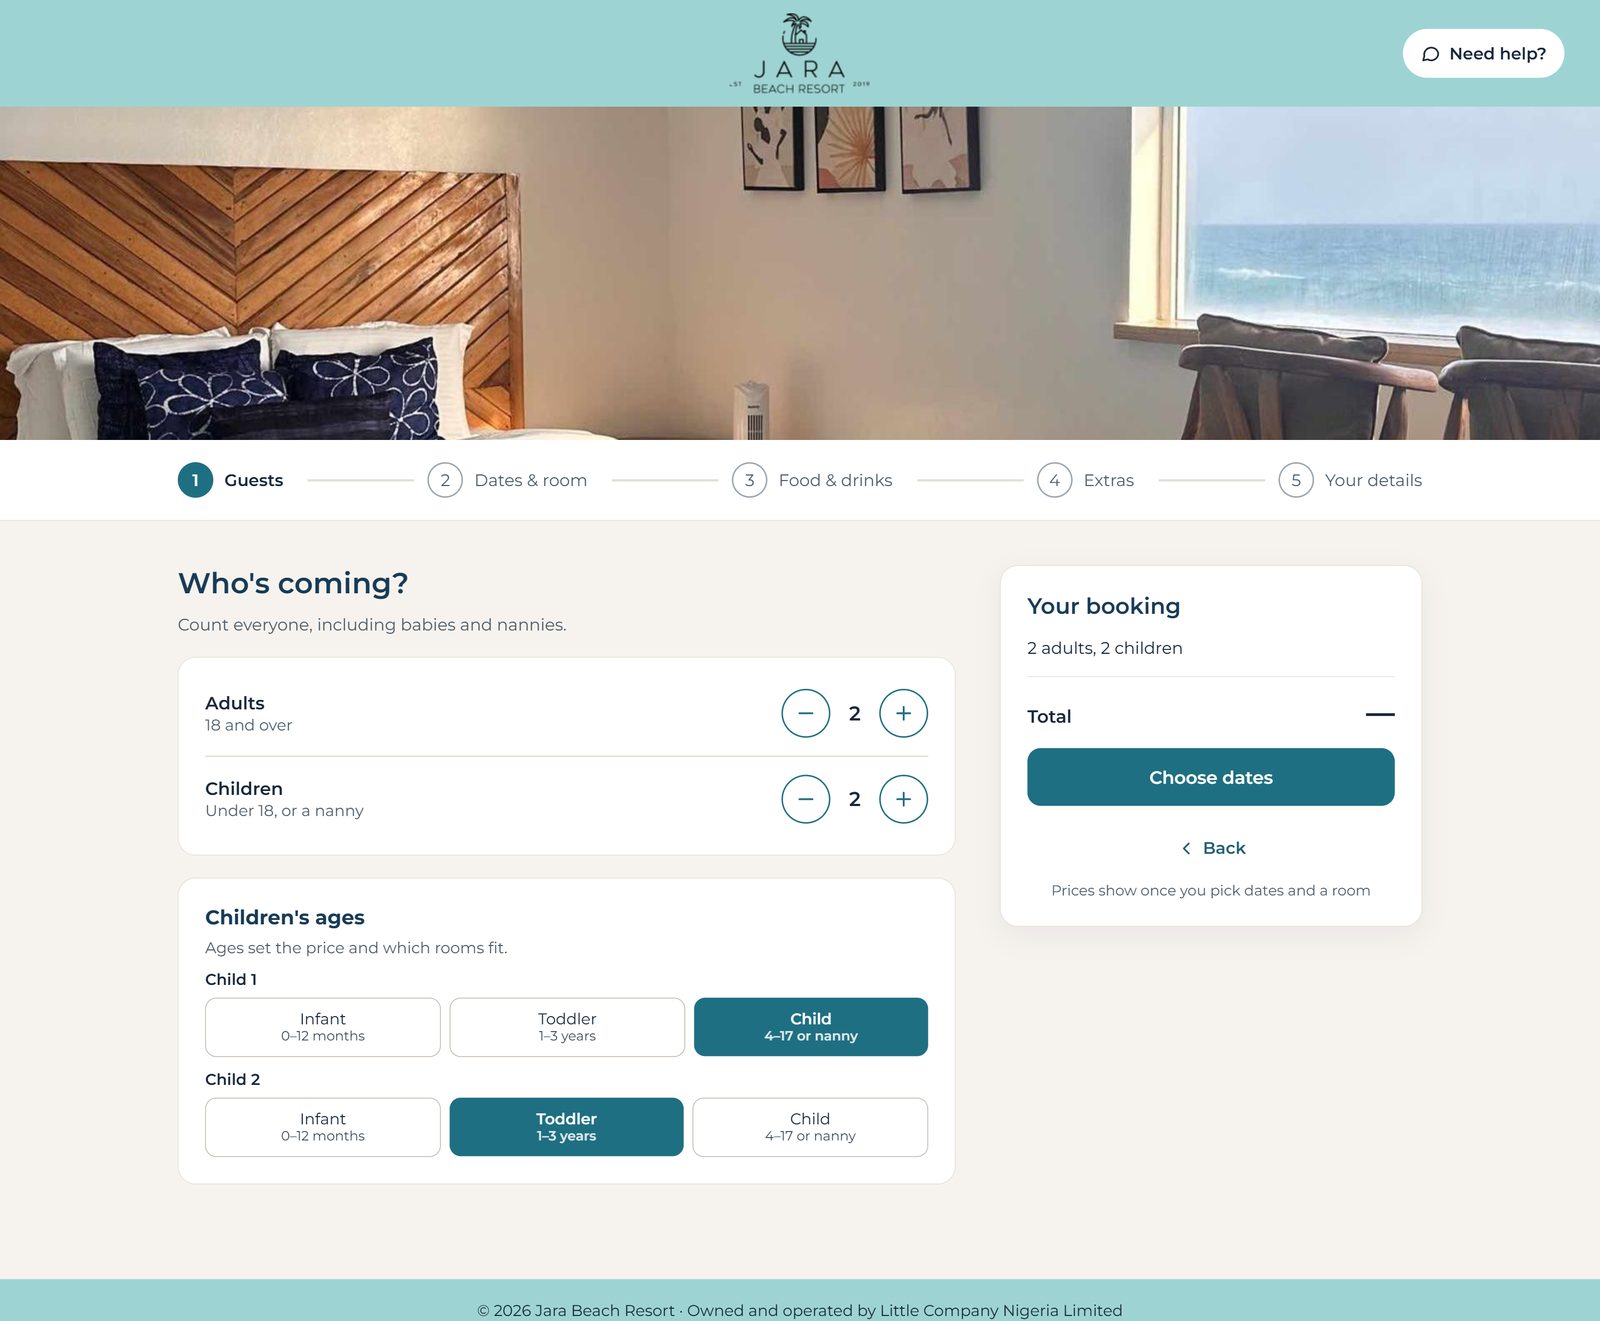 JARA
BEACH RESORT
2019
Need help?
1 Guests
2 Dates & room
3 Food & drinks
4 Extras
5 Your details
Who's coming?
Count everyone, including babies and nannies.
Adults
18 and over
− 2 +
Children
Under 18, or a nanny
− 2 +
Children's ages
Ages set the price and which rooms fit.
Child 1
Infant
0–12 months
Toddler
1–3 years
Child
4–17 or nanny
Child 2
Infant
0–12 months
Toddler
1–3 years
Child
4–17 or nanny
Your booking
2 adults, 2 children
Total —
Choose dates
Back
Prices show once you pick dates and a room
© 2026 Jara Beach Resort · Owned and operated by Little Company Nigeria Limited